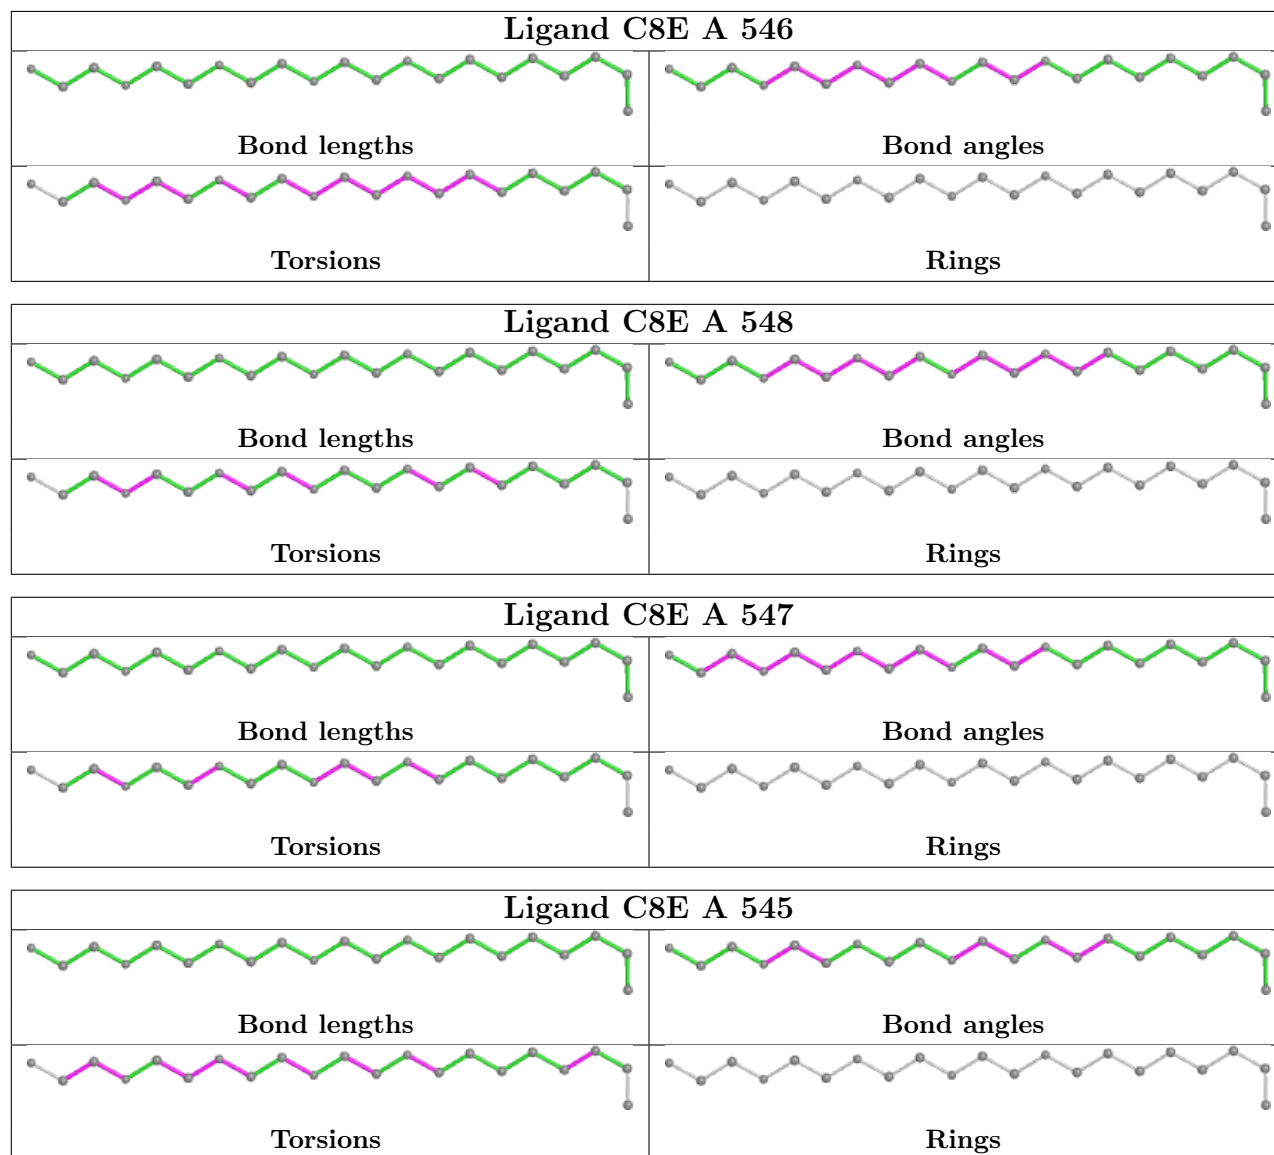 Ligand C8E A 546
Bond lengths
Bond angles
Torsions
Rings
Ligand C8E A 548
Bond lengths
Bond angles
Torsions
Rings
Ligand C8E A 547
Bond lengths
Bond angles
Torsions
Rings
Ligand C8E A 545
Bond lengths
Bond angles
Torsions
Rings